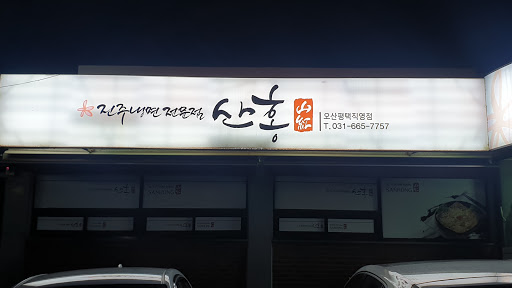 진주냉면 전문점 산홍 山紅
오산평택직영점
T. 031-665-7757